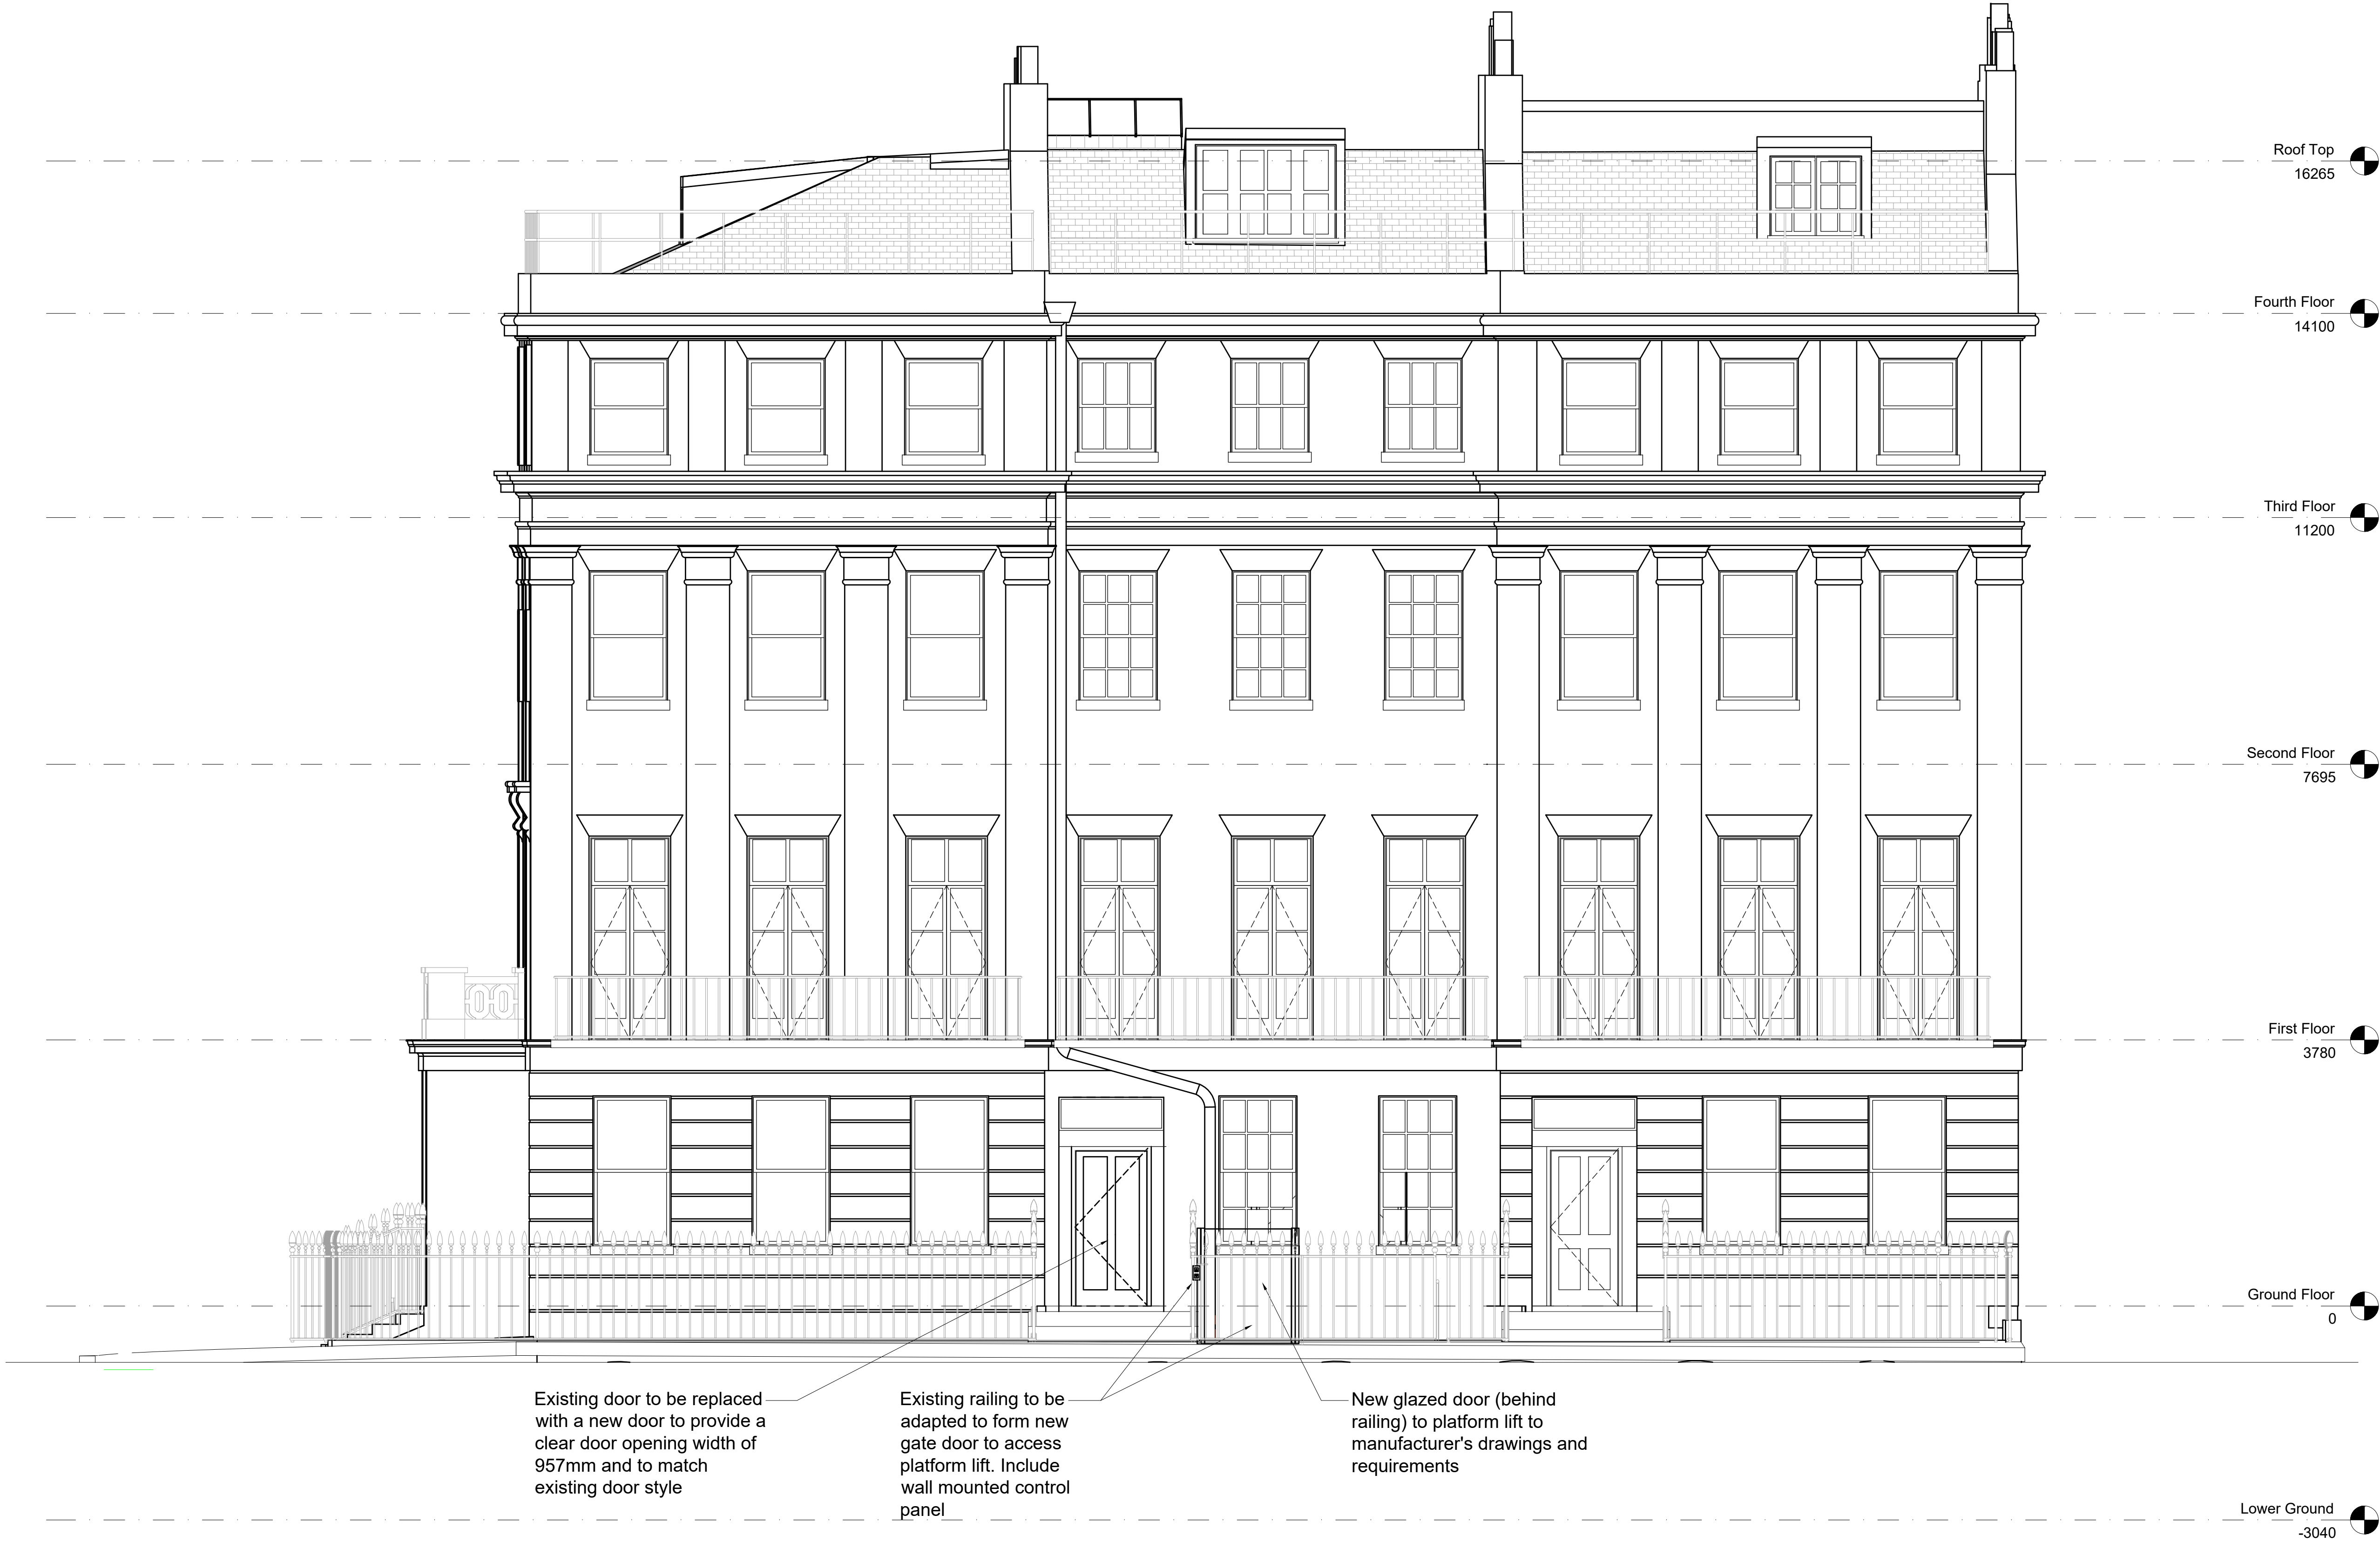 Roof Top
16265
Fourth Floor
14100
Third Floor
11200
Second Floor
7695
First Floor
3780
Ground Floor
0
Existing door to be replaced
with a new door to provide a
clear door opening width of
957mm and to match
existing door style
Existing railing to be
adapted to form new
gate door to access
platform lift. Include
wall mounted control
panel
New glazed door (behind
railing) to platform lift to
manufacturer's drawings and
requirements
Lower Ground
-3040